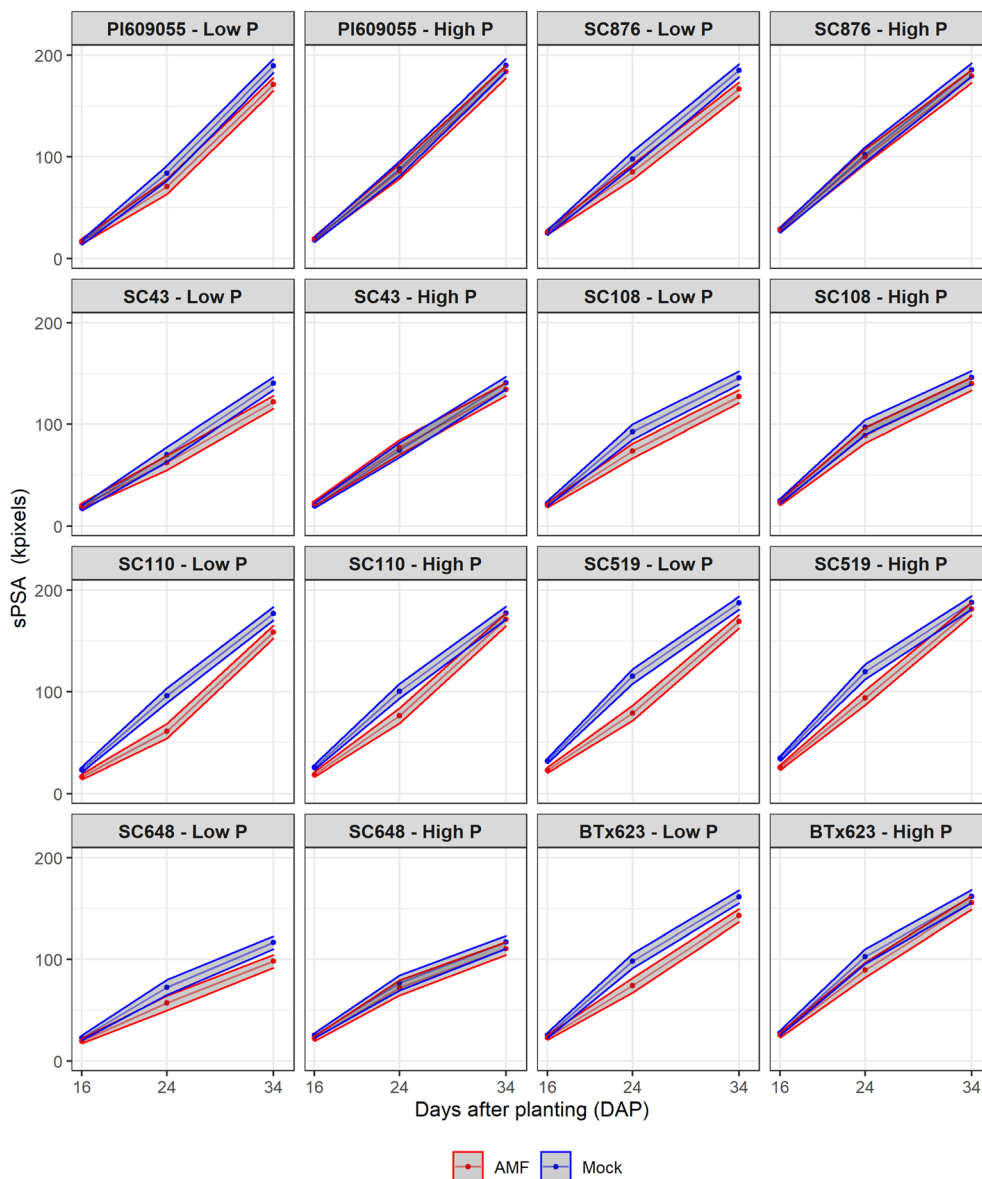 PI609055 - Low P
PI609055 - High P
SC876 - Low P
SC876 - High P
200
100
0
SC43 - Low P
SC43 - High P
SC108 - Low P
SC108 - High P
200
100
0
sPSA (kpixels)
SC110 - Low P
SC110 - High P
SC519 - Low P
SC519 - High P
200
100
0
SC648 - Low P
SC648 - High P
BTx623 - Low P
BTx623 - High P
200
100
0
16 24 34
16 24 34
16 24 34
16 24 34
Days after planting (DAP)
AMF
Mock